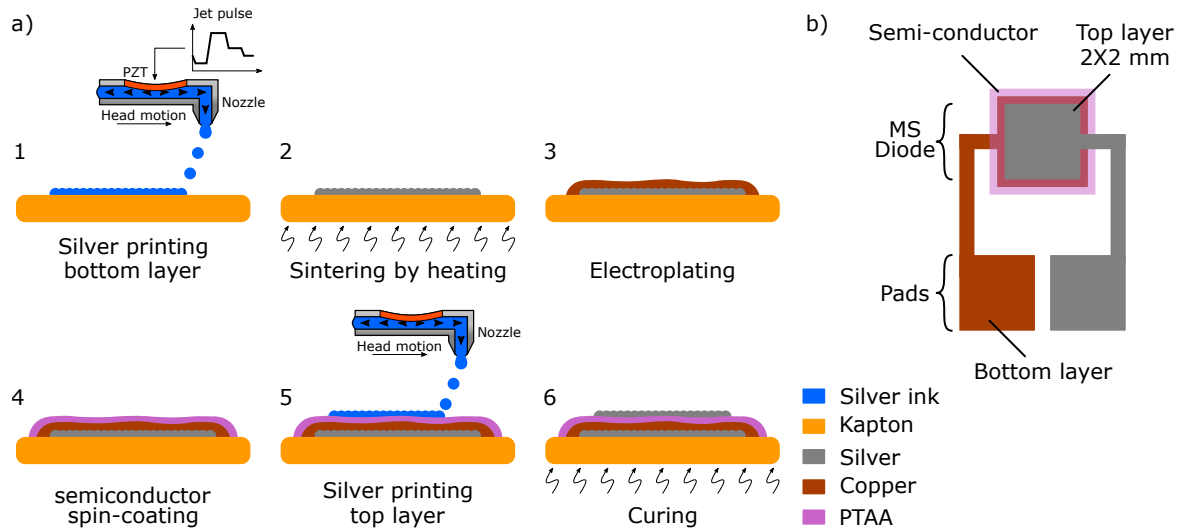 a)
Jet pulse
PZT
Nozzle
Head motion
1
Silver printing
bottom layer
2
Sintering by heating
3
Electroplating
4
semiconductor
spin-coating
5
Nozzle
Head motion
Silver printing
top layer
6
Curing
b)
Semi-conductor
Top layer
2X2 mm
MS
Diode
Pads
Bottom layer
Silver ink
Kapton
Silver
Copper
PTAA